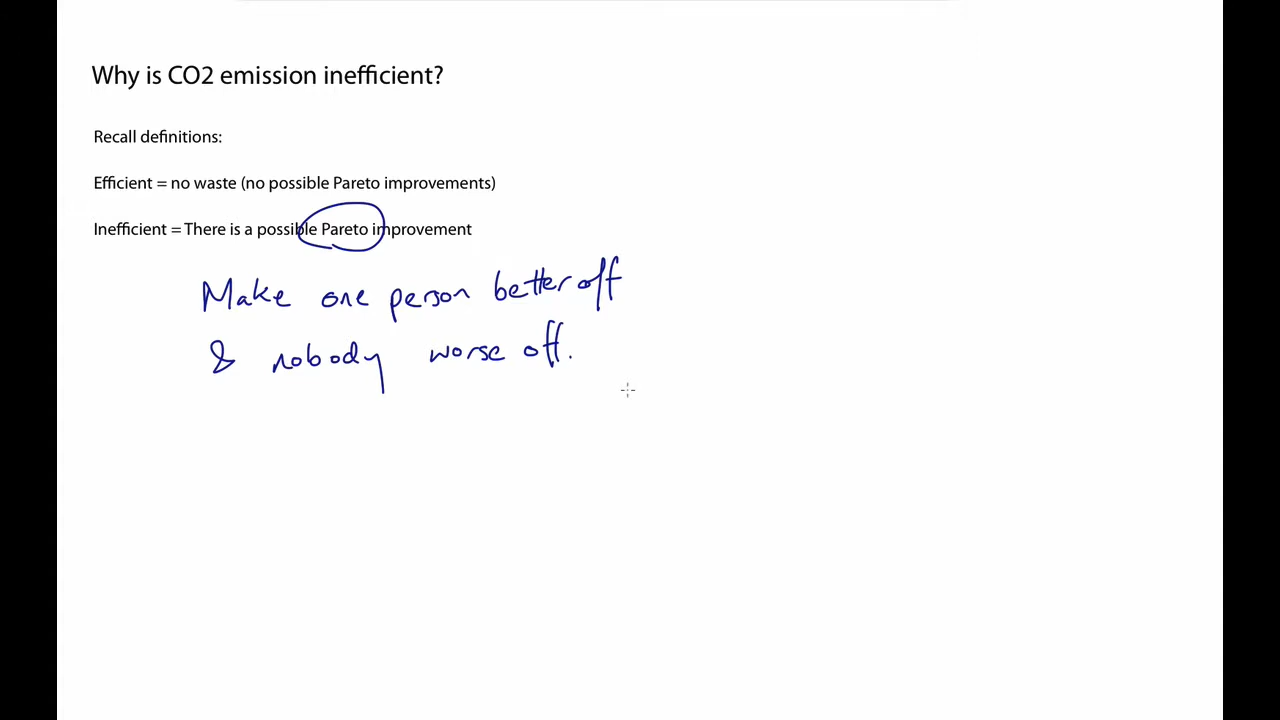 Why is CO2 emission inefficient?
Recall definitions:
Efficient = no waste (no possible Pareto improvements)
Inefficient = There is a possible Pareto improvement
Make one person better off
& nobody worse off.